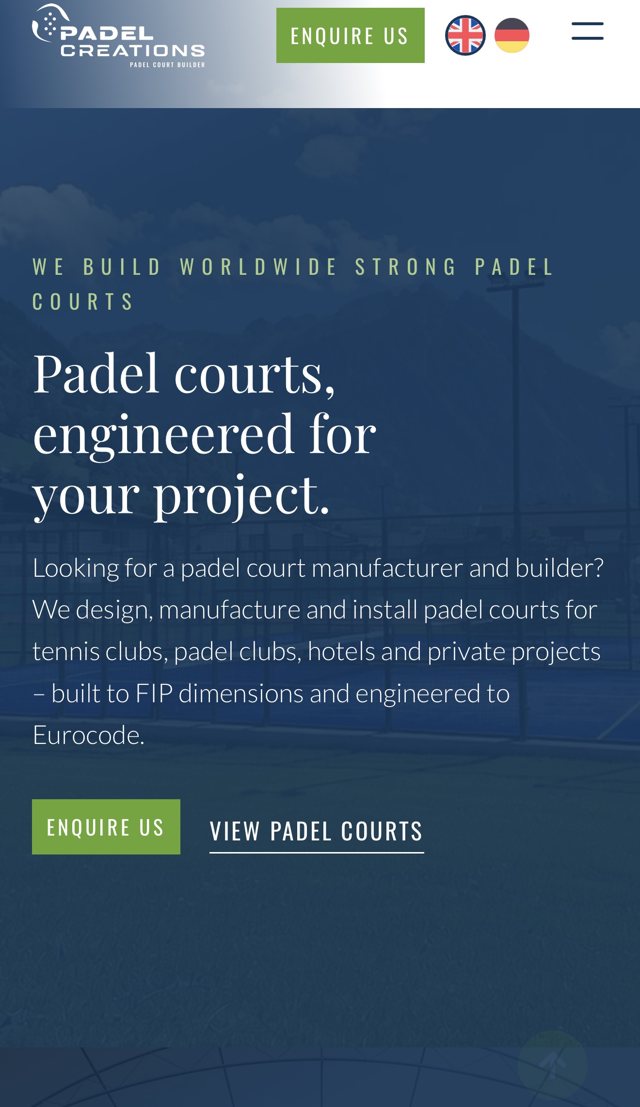 PADEL
CREATIONS
PADEL COURT BUILDER
ENQUIRE US
WE BUILD WORLDWIDE STRONG PADEL
COURTS
Padel courts,
engineered for
your project.
Looking for a padel court manufacturer and builder?
We design, manufacture and install padel courts for
tennis clubs, padel clubs, hotels and private projects
– built to FIP dimensions and engineered to
Eurocode.
ENQUIRE US
VIEW PADEL COURTS